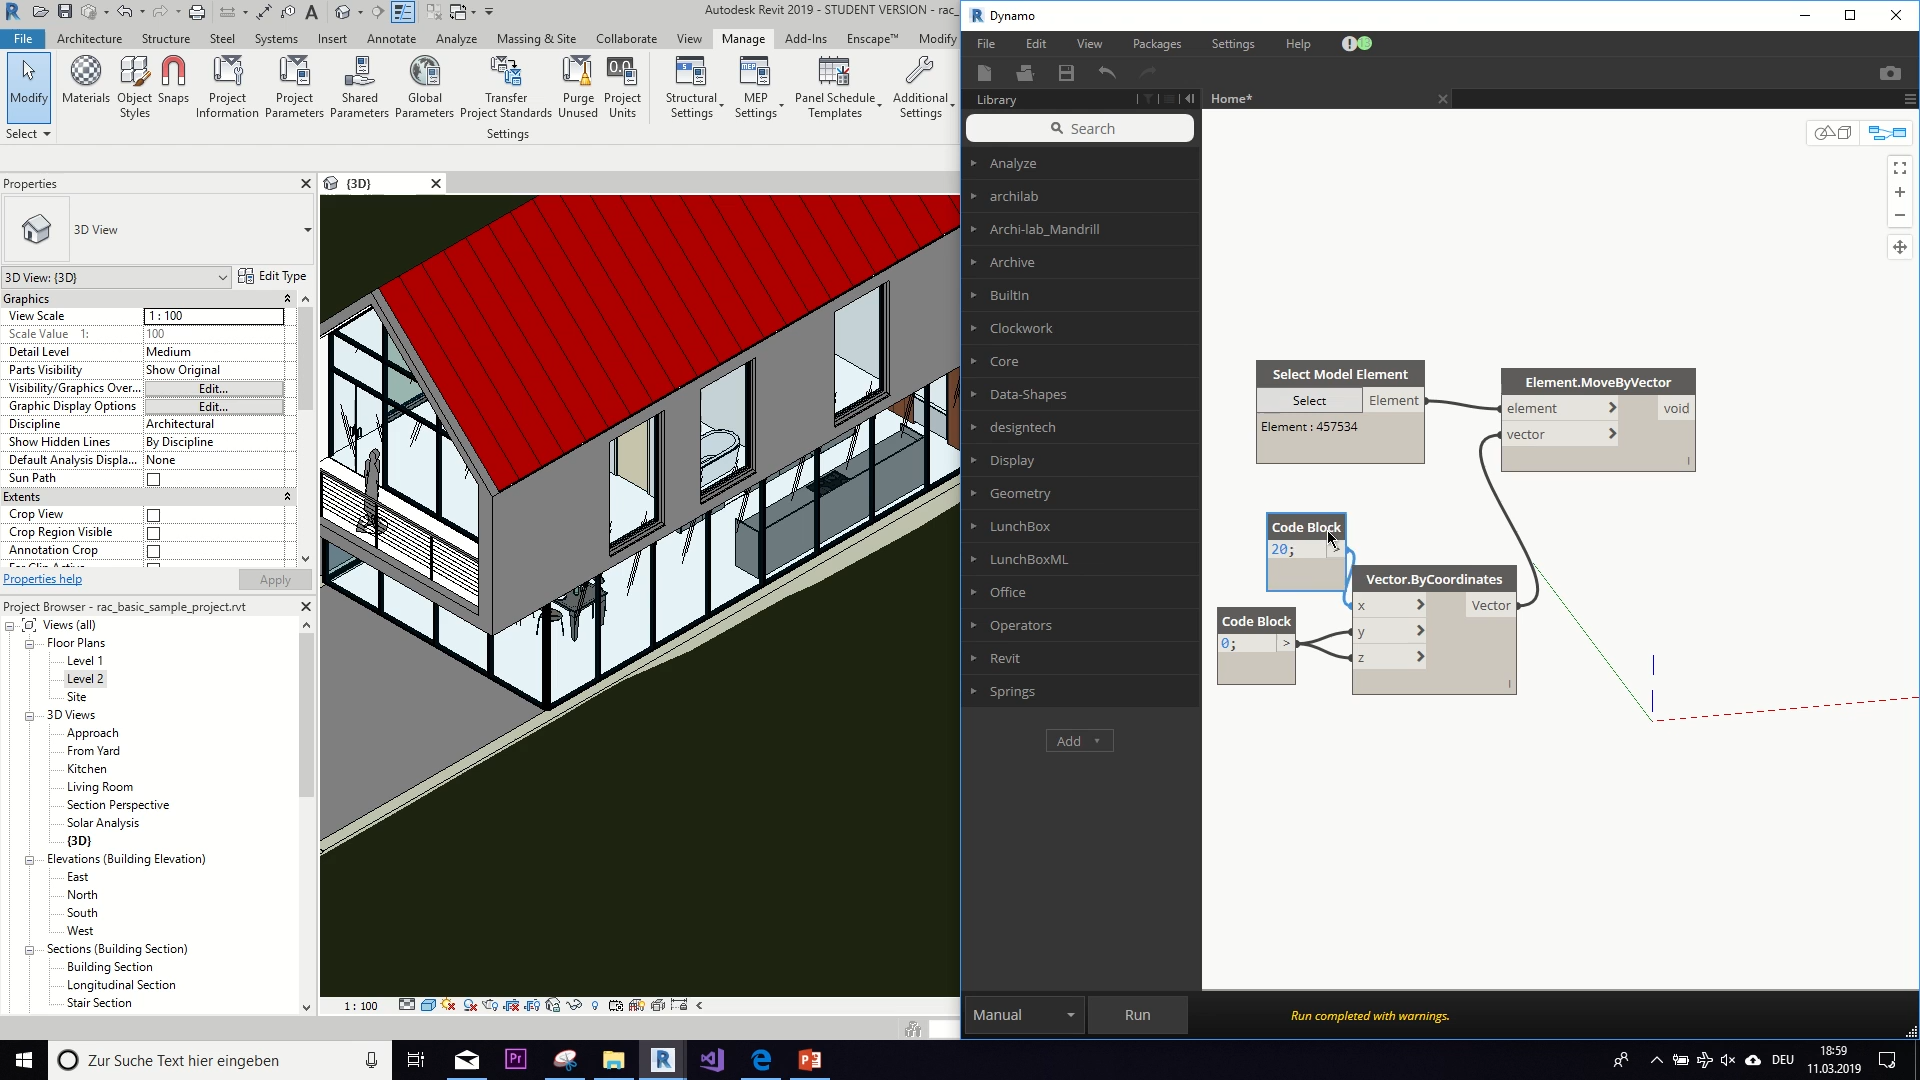 Autodesk Revit 2019 - STUDENT VERSION - rac_
File
Architecture
Structure
Steel
Systems
Insert
Annotate
Analyze
Massing & Site
Collaborate
View
Manage
Add-Ins
Enscape™
Modify
Modify
Materials
Object
Styles
Snaps
Project
Information
Project
Parameters
Shared
Parameters
Global
Parameters
Transfer
Project Standards
Purge
Unused
Project
Units
Structural
Settings
MEP
Settings
Panel Schedule
Templates
Additional
Settings
Select
Settings
Properties
3D View
3D View: {3D}
Edit Type
Graphics
View Scale 1 : 100
Scale Value 1: 100
Detail Level Medium
Parts Visibility Show Original
Visibility/Graphics Over... Edit...
Graphic Display Options Edit...
Discipline Architectural
Show Hidden Lines By Discipline
Default Analysis Displa... None
Sun Path
Extents
Crop View
Crop Region Visible
Annotation Crop
Properties help
Apply
Project Browser - rac_basic_sample_project.rvt
Views (all)
Floor Plans
Level 1
Level 2
Site
3D Views
Approach
From Yard
Kitchen
Living Room
Section Perspective
Solar Analysis
{3D}
Elevations (Building Elevation)
East
North
South
West
Sections (Building Section)
Building Section
Longitudinal Section
Stair Section
{3D}
1 : 100
Dynamo
File
Edit
View
Packages
Settings
Help
Library
Home*
Search
Analyze
archilab
Archi-lab_Mandrill
Archive
BuiltIn
Clockwork
Core
Data-Shapes
designtech
Display
Geometry
LunchBox
LunchBoxML
Office
Operators
Revit
Springs
Add
Select Model Element
Select
Element
Element : 457534
Element.MoveByVector
element >
void
vector >
Code Block
20; >
Code Block
0; >
Vector.ByCoordinates
x >
Vector
y >
z >
Manual
Run
Run completed with warnings.
Zur Suche Text hier eingeben
DEU
18:59
11.03.2019